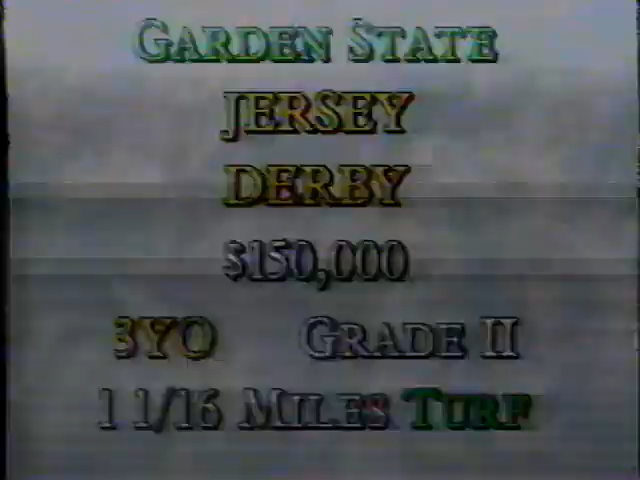 GARDEN STATE
JERSEY
DERBY
$150,000
3YO GRADE II
1 1/16 MILES TURF